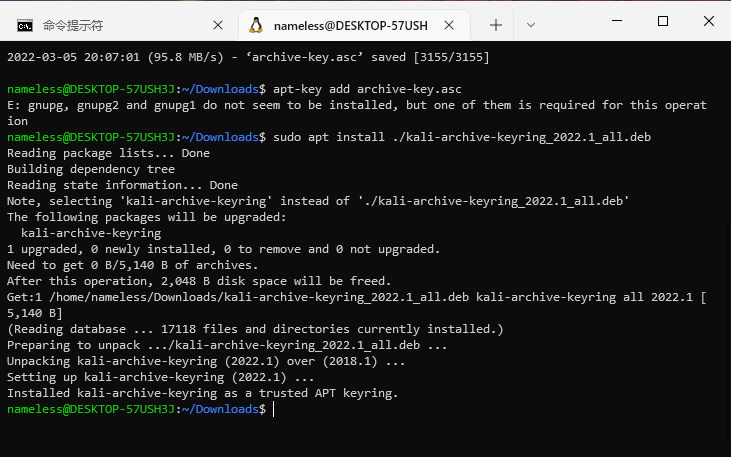 命令提示符
nameless@DESKTOP-57USH
2022-03-05 20:07:01 (95.8 MB/s) - ‘archive-key.asc’ saved [3155/3155]
nameless@DESKTOP-57USH3J:~/Downloads$ apt-key add archive-key.asc
E: gnupg, gnupg2 and gnupg1 do not seem to be installed, but one of them is required for this operat
ion
nameless@DESKTOP-57USH3J:~/Downloads$ sudo apt install ./kali-archive-keyring_2022.1_all.deb
Reading package lists... Done
Building dependency tree
Reading state information... Done
Note, selecting 'kali-archive-keyring' instead of './kali-archive-keyring_2022.1_all.deb'
The following packages will be upgraded:
  kali-archive-keyring
1 upgraded, 0 newly installed, 0 to remove and 0 not upgraded.
Need to get 0 B/5,140 B of archives.
After this operation, 2,048 B disk space will be freed.
Get:1 /home/nameless/Downloads/kali-archive-keyring_2022.1_all.deb kali-archive-keyring all 2022.1 [
5,140 B]
(Reading database ... 17118 files and directories currently installed.)
Preparing to unpack .../kali-archive-keyring_2022.1_all.deb ...
Unpacking kali-archive-keyring (2022.1) over (2018.1) ...
Setting up kali-archive-keyring (2022.1) ...
Installed kali-archive-keyring as a trusted APT keyring.
nameless@DESKTOP-57USH3J:~/Downloads$